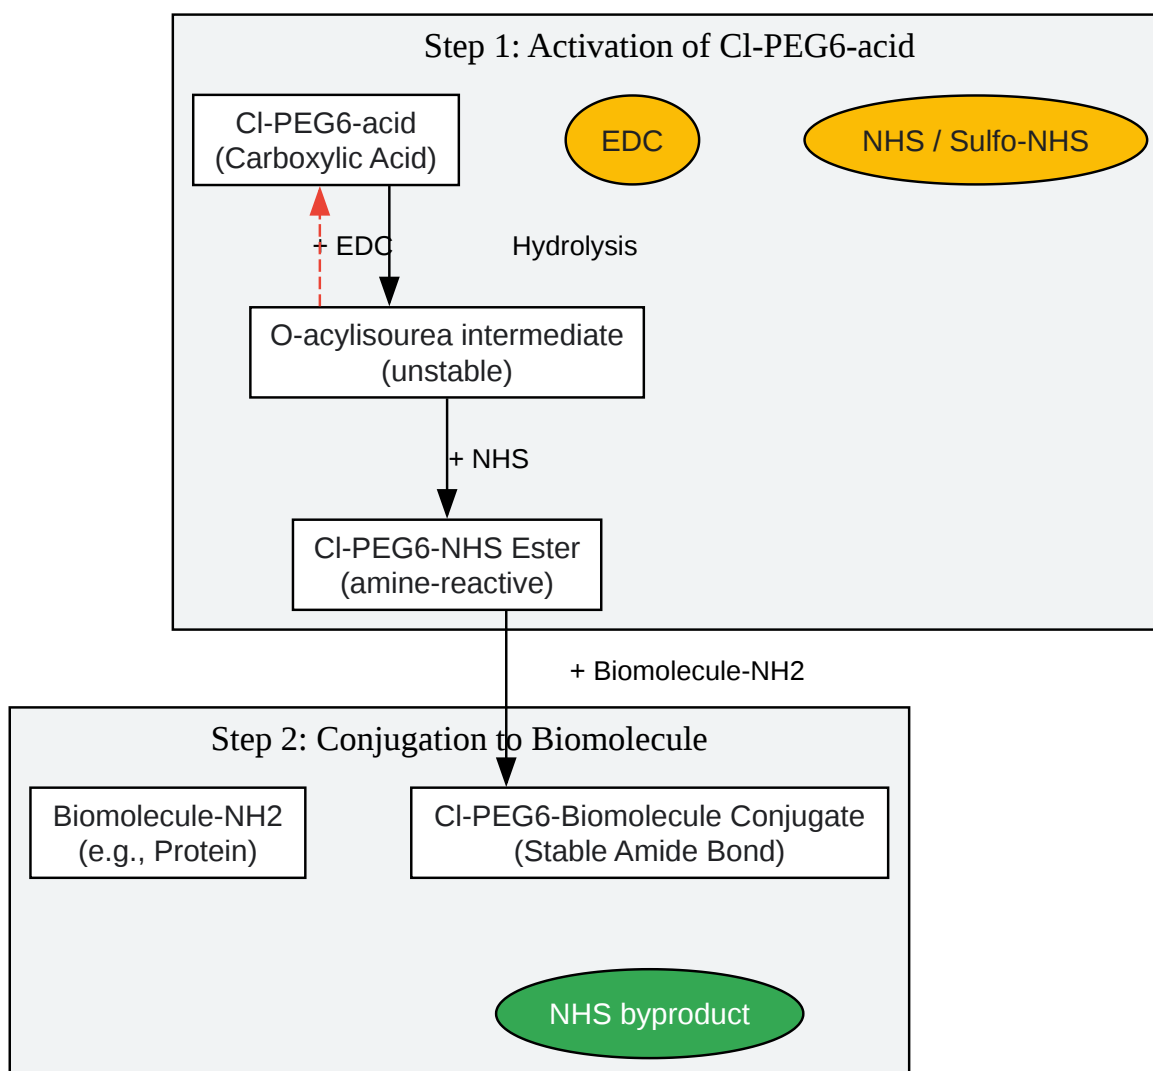 Step 1: Activation of Cl-PEG6-acid
Cl-PEG6-acid
(Carboxylic Acid)
EDC
NHS / Sulfo-NHS
+ EDC
Hydrolysis
O-acylisourea intermediate
(unstable)
+ NHS
Cl-PEG6-NHS Ester
(amine-reactive)
+ Biomolecule-NH2
Step 2: Conjugation to Biomolecule
Biomolecule-NH2
(e.g., Protein)
Cl-PEG6-Biomolecule Conjugate
(Stable Amide Bond)
NHS byproduct